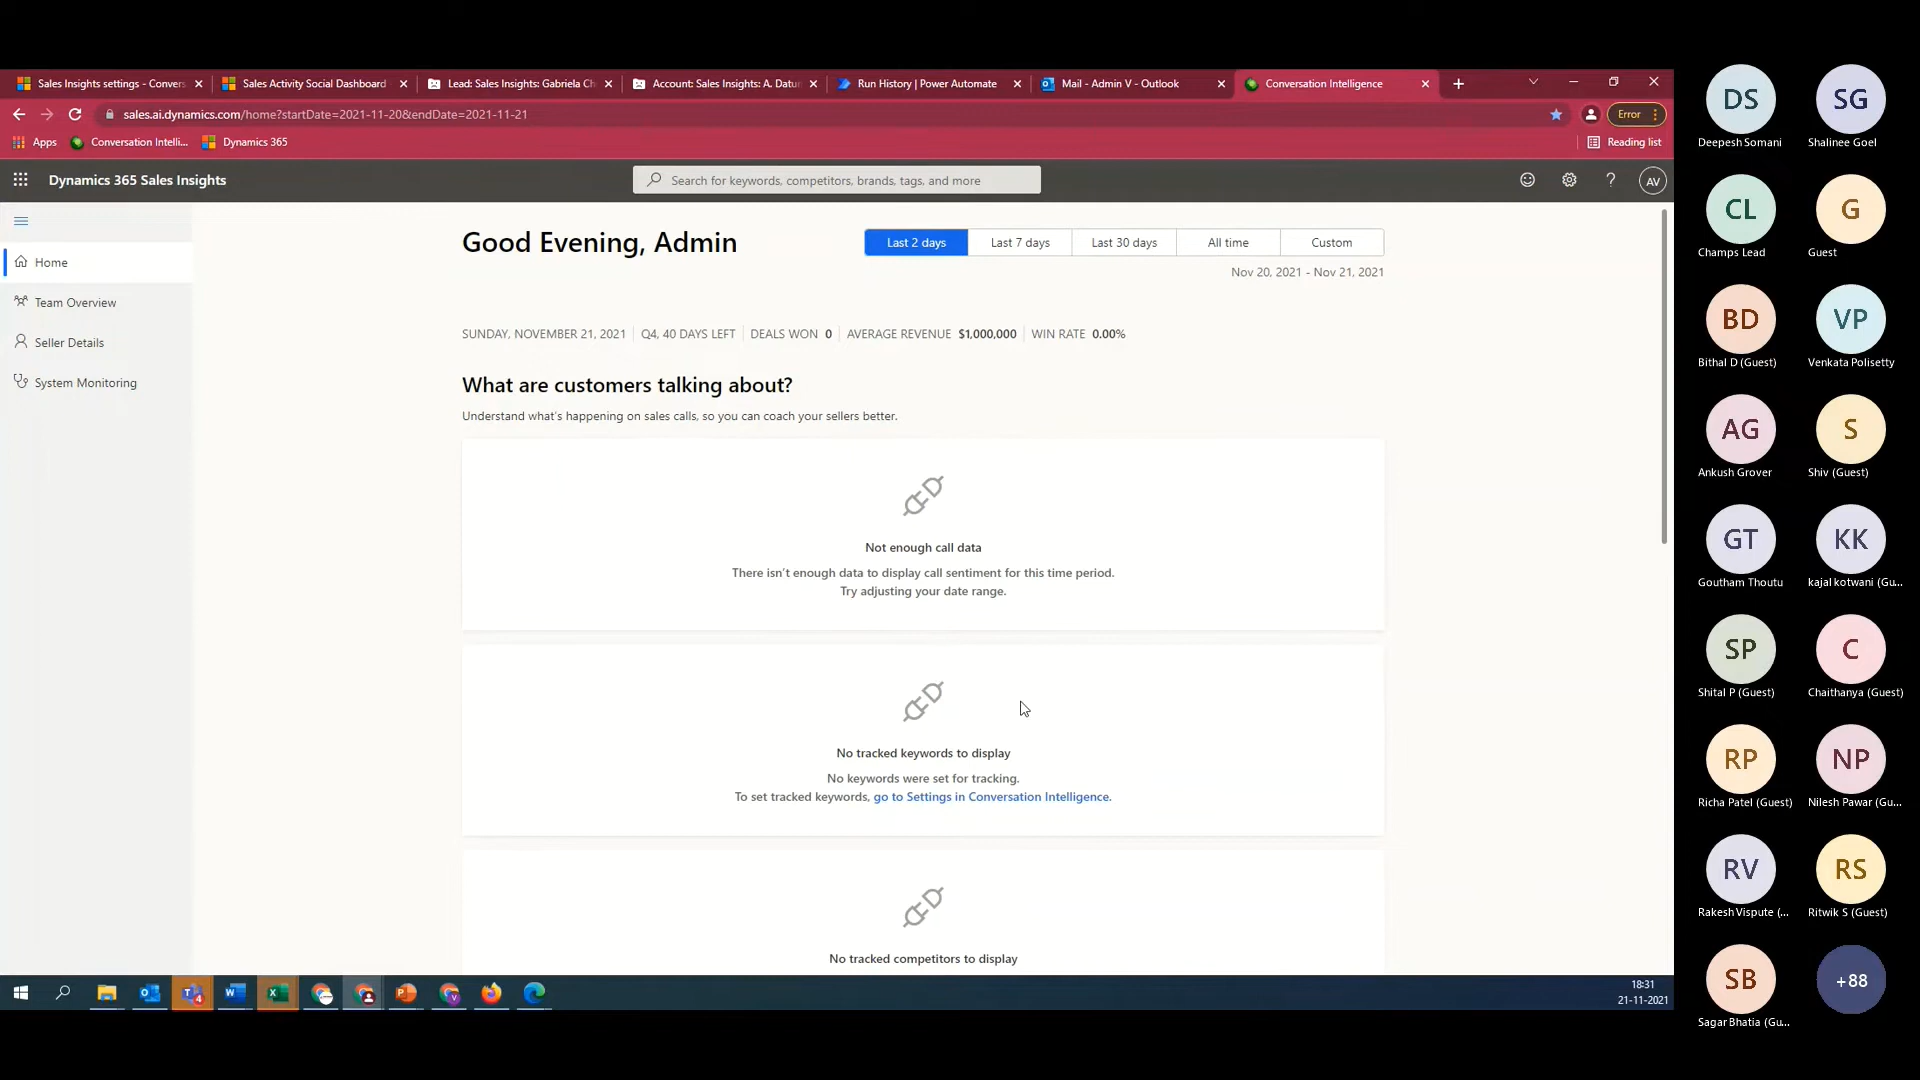 Sales Insights settings - Convers
Sales Activity Social Dashboard
Lead: Sales Insights: Gabriela Ch
Account: Sales Insights: A. Datum
Run History | Power Automate
Mail - Admin V - Outlook
Conversation Intelligence
sales.ai.dynamics.com/home?startDate=2021-11-20&endDate=2021-11-21
Error
Apps
Conversation Intelli...
Dynamics 365
Reading list
Dynamics 365 Sales Insights
Search for keywords, competitors, brands, tags, and more
AV
Home
Team Overview
Seller Details
System Monitoring
Good Evening, Admin
Last 2 days
Last 7 days
Last 30 days
All time
Custom
Nov 20, 2021 - Nov 21, 2021
SUNDAY, NOVEMBER 21, 2021 | Q4, 40 DAYS LEFT | DEALS WON 0 | AVERAGE REVENUE $1,000,000 | WIN RATE 0.00%
What are customers talking about?
Understand what's happening on sales calls, so you can coach your sellers better.
Not enough call data
There isn't enough data to display call sentiment for this time period.
Try adjusting your date range.
No tracked keywords to display
No keywords were set for tracking.
To set tracked keywords, go to Settings in Conversation Intelligence.
No tracked competitors to display
18:31
21-11-2021
DS
Deepesh Somani
SG
Shalinee Goel
CL
Champs Lead
G
Guest
BD
Bithal D (Guest)
VP
Venkata Polisetty
AG
Ankush Grover
S
Shiv (Guest)
GT
Goutham Thoutu
KK
kajal kotwani (Gu...
SP
Shital P (Guest)
C
Chaithanya (Guest)
RP
Richa Patel (Guest)
NP
Nilesh Pawar (Gu...
RV
Rakesh Vispute (...
RS
Ritwik S (Guest)
SB
Sagar Bhatia (Gu...
+88